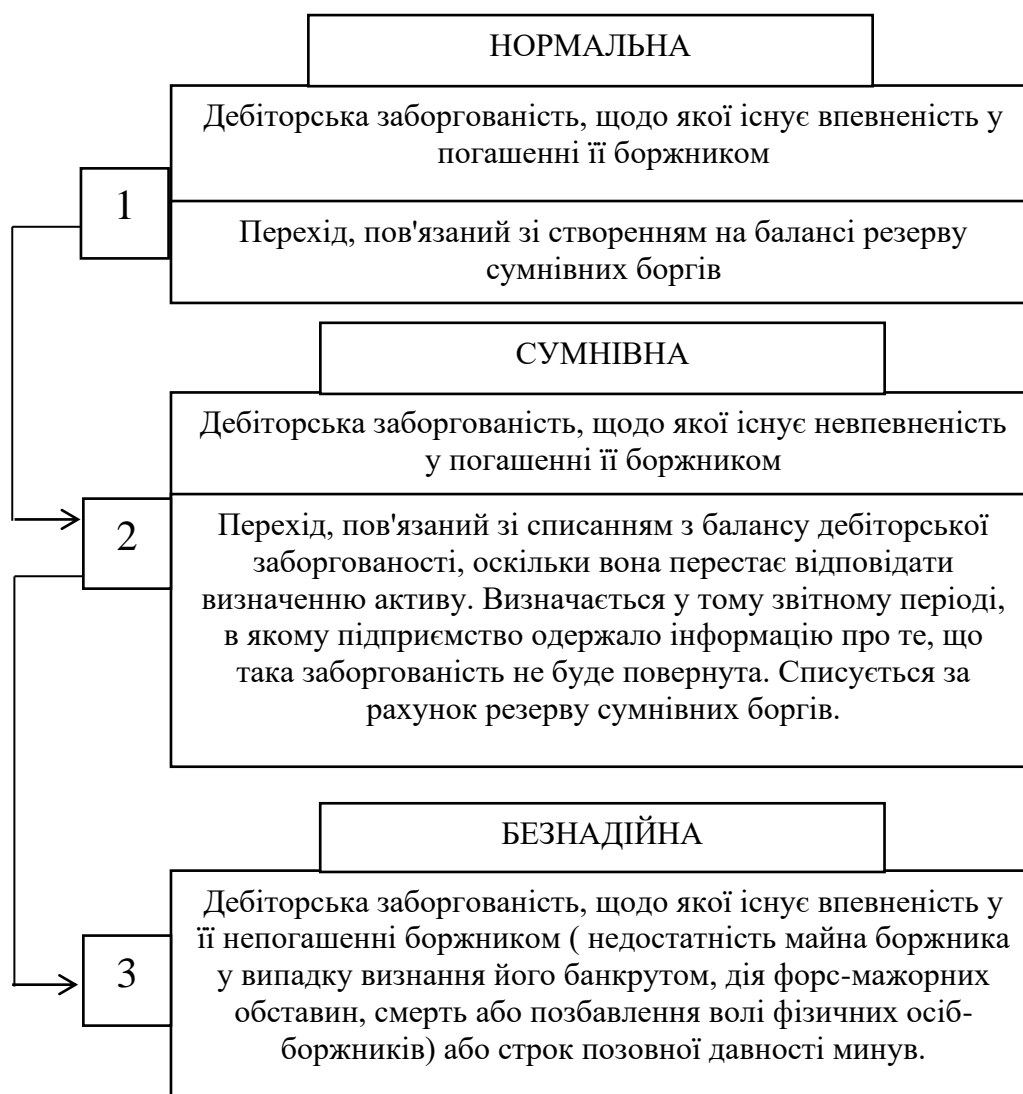 НОРМАЛЬНА
Дебіторська заборгованість, щодо якої існує впевненість у
погашенні її боржником
1
Перехід, пов'язаний зі створенням на балансі резерву
сумнівних боргів
СУМНІВНА
Дебіторська заборгованість, щодо якої існує невпевненість
у погашенні її боржником
2
Перехід, пов'язаний зі списанням з балансу дебіторської
заборгованості, оскільки вона перестає відповідати
визначенню активу. Визначається у тому звітному періоді,
в якому підприємство одержало інформацію про те, що
така заборгованість не буде повернута. Списується за
рахунок резерву сумнівних боргів.
БЕЗНАДІЙНА
Дебіторська заборгованість, щодо якої існує впевненість у
її непогашенні боржником ( недостатність майна боржника
3
у випадку визнання його банкрутом, дія форс-мажорних
обставин, смерть або позбавлення волі фізичних осіб-
боржників) або строк позовної давності минув.